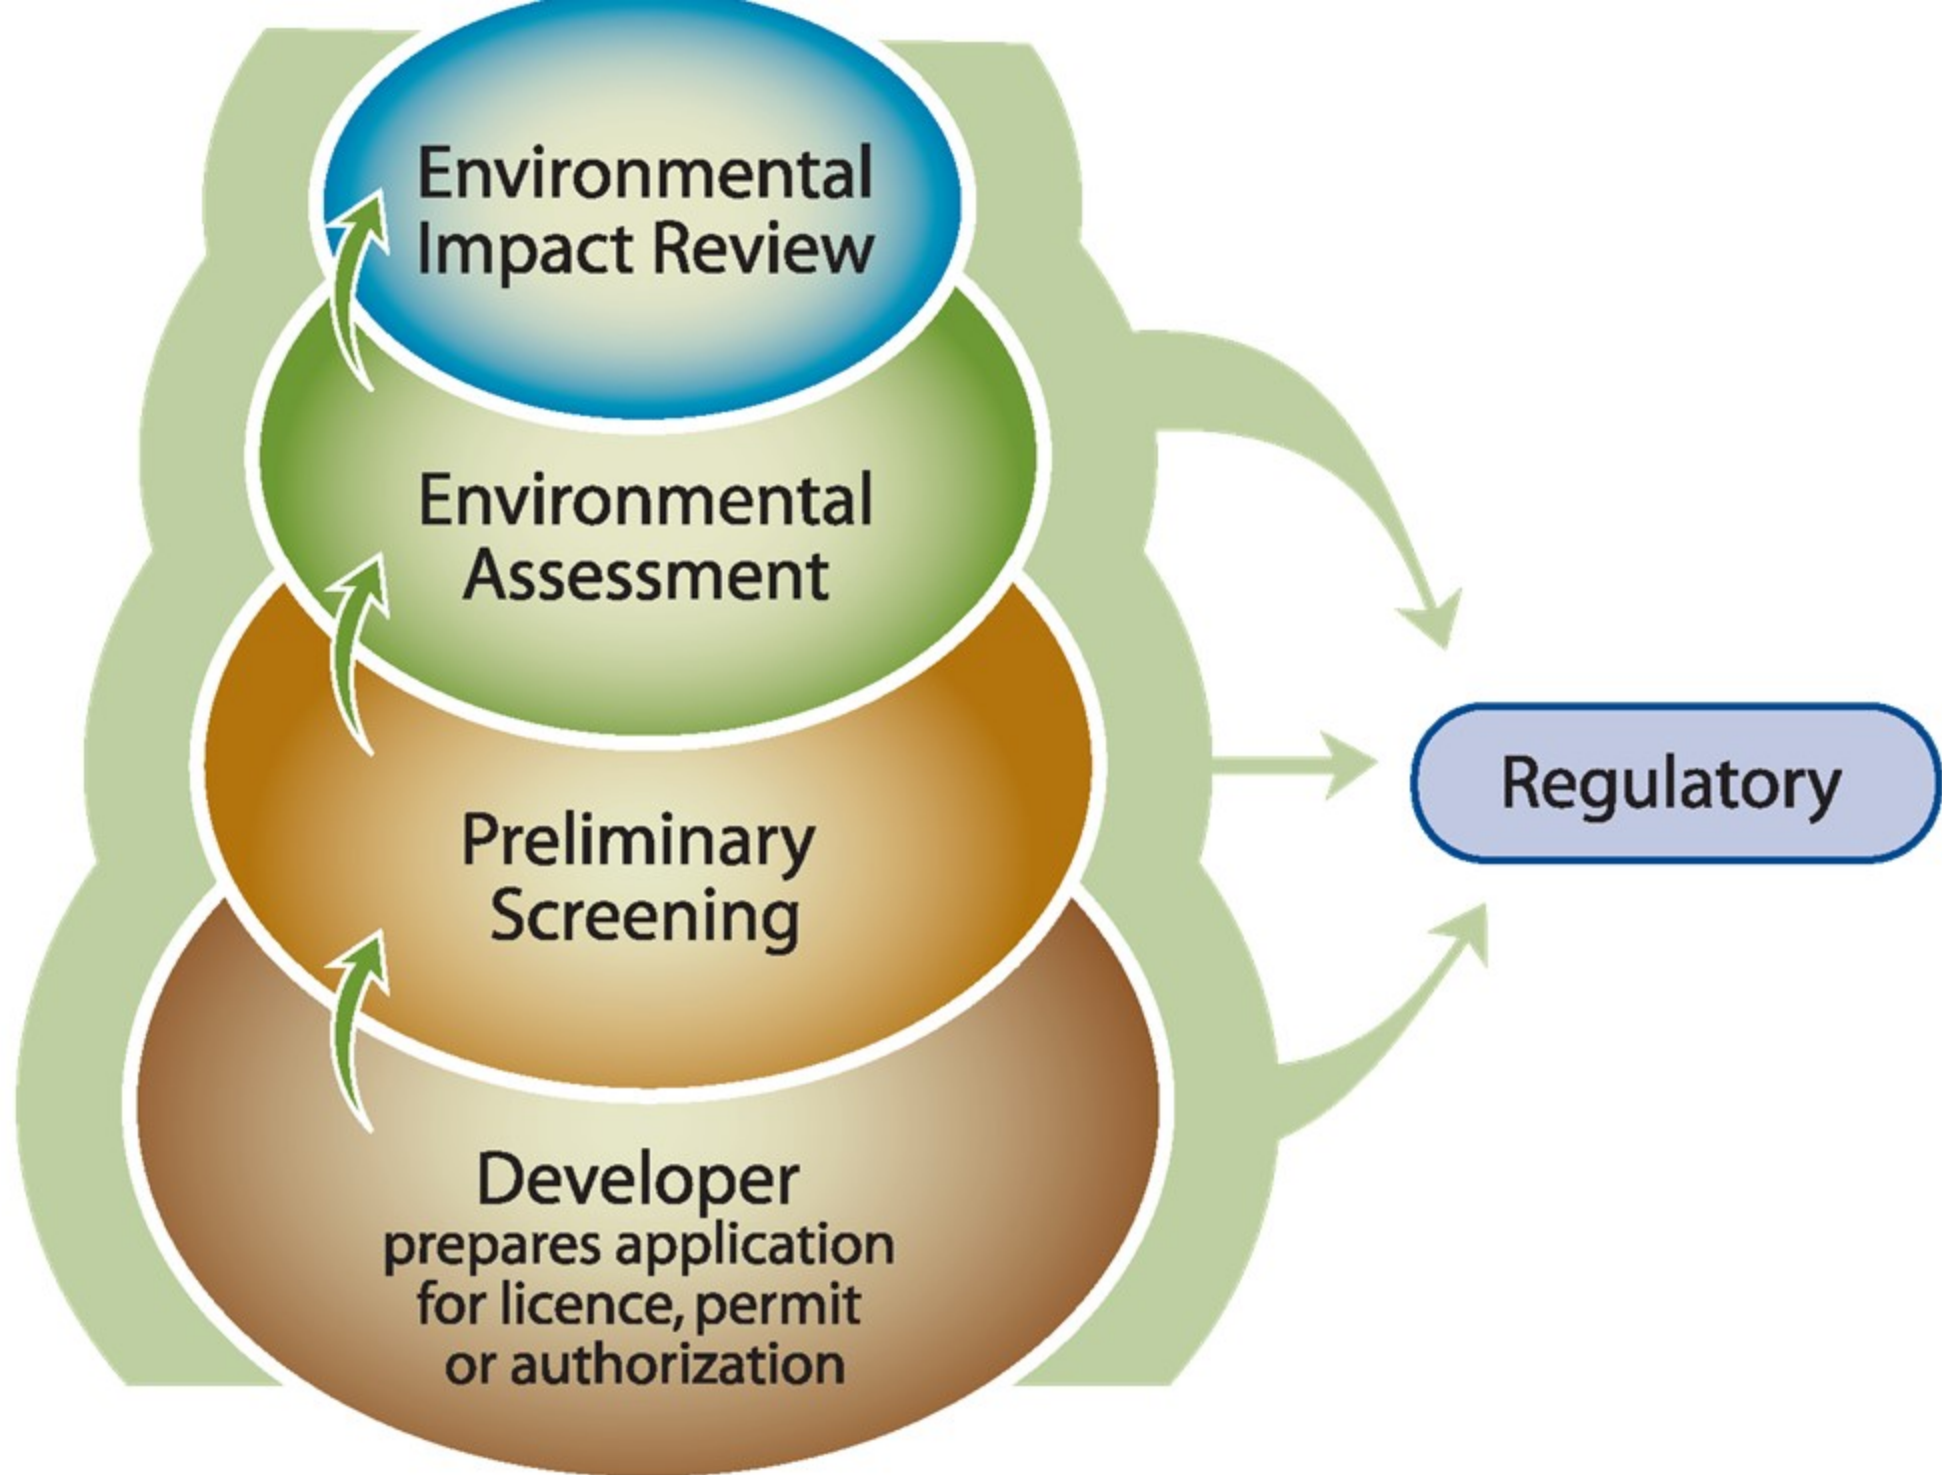 Environmental
Impact Review
Environmental
Assessment
Preliminary
Screening
Developer
prepares application
for licence, permit
or authorization
Regulatory